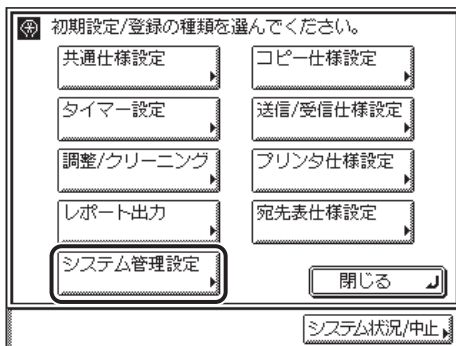 初期設定/登録の種類を選んでください。
共通仕様設定
コピー仕様設定
タイマー設定
送信/受信仕様設定
調整/クリーニング
プリンタ仕様設定
レポート出力
宛先表仕様設定
システム管理設定
閉じる
システム状況/中止